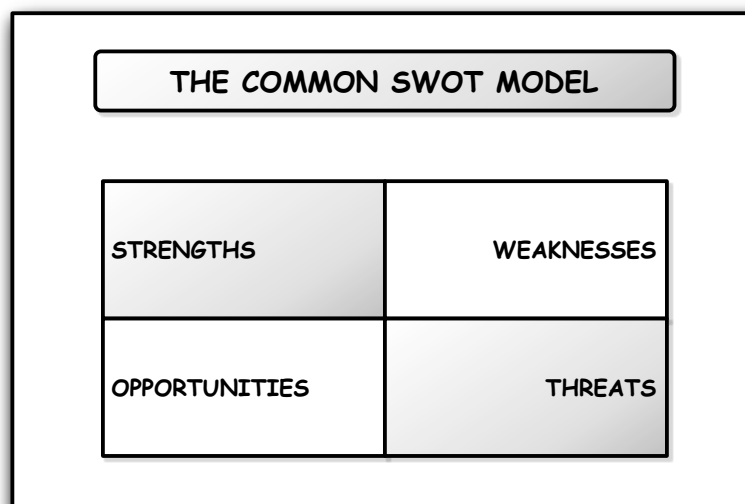 THE COMMON SWOT MODEL
STRENGTHS
WEAKNESSES
OPPORTUNITIES
THREATS